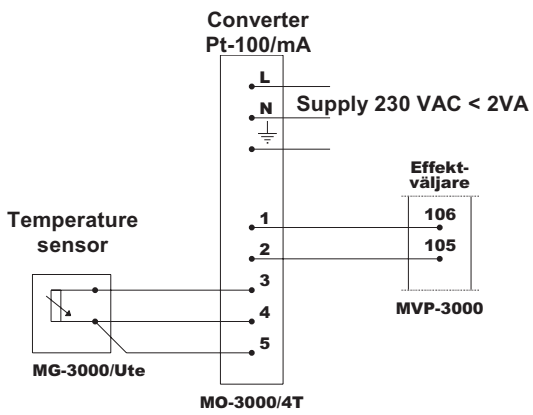 Converter
Pt-100/mA
L
N
Supply 230 VAC < 2VA
Effekt-
väljare
1
106
2
105
Temperature
sensor
3
4
5
MVP-3000
MG-3000/Ute
MO-3000/4T